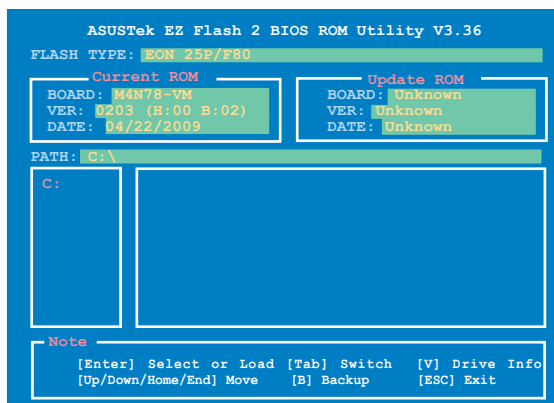 ASUSTek EZ Flash 2 BIOS ROM Utility V3.36
FLASH TYPE: EON 25P/F80
Current ROM
BOARD: M4N78-VM
VER: 0203 (H:00 B:02)
DATE: 04/22/2009
Update ROM
BOARD: Unknown
VER: Unknown
DATE: Unknown
PATH: C:\
C:
Note
[Enter] Select or Load [Tab] Switch [V] Drive Info
[Up/Down/Home/End] Move [B] Backup [ESC] Exit